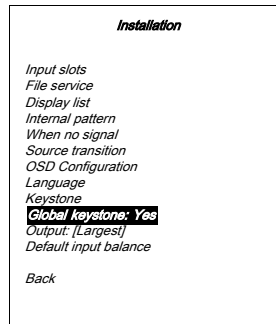 Installation
Input slots
File service
Display list
Internal pattern
When no signal
Source transition
OSD Configuration
Language
Keystone
Global keystone: Yes
Output: [Largest]
Default input balance
Back